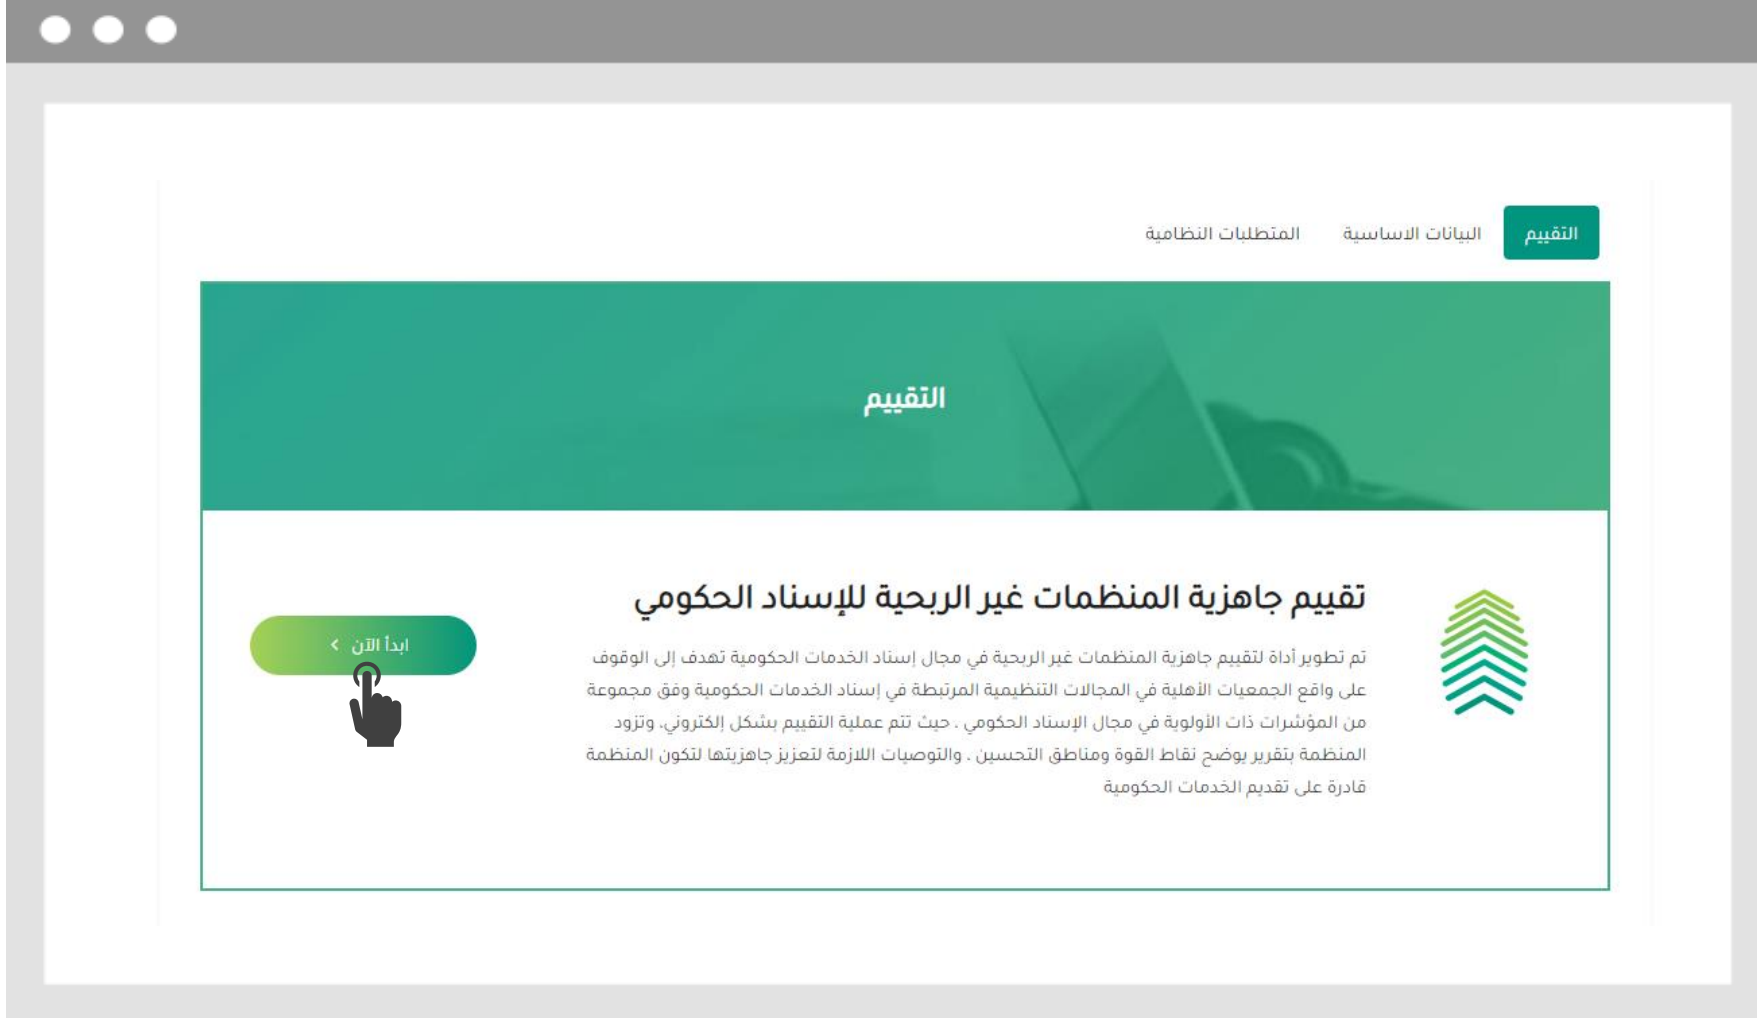 التقييم
البيانات الاساسية
المتطلبات النظامية
التقييم
تقييم جاهزية المنظمات غير الربحية للإسناد الحكومي
تم تطوير أداة لتقييم جاهزية المنظمات غير الربحية في مجال إسناد الخدمات الحكومية تهدف إلى الوقوف
على واقع الجمعيات الأهلية في المجالات التنظيمية المرتبطة في إسناد الخدمات الحكومية وفق مجموعة
من المؤشرات ذات الأولوية في مجال الإسناد الحكومي . حيث تتم عملية التقييم بشكل إلكتروني، وتزود
المنظمة بتقرير يوضح نقاط القوة ومناطق التحسين . والتوصيات اللازمة لتعزيز جاهزيتها لتكون المنظمة
قادرة على تقديم الخدمات الحكومية
ابدأ الآن